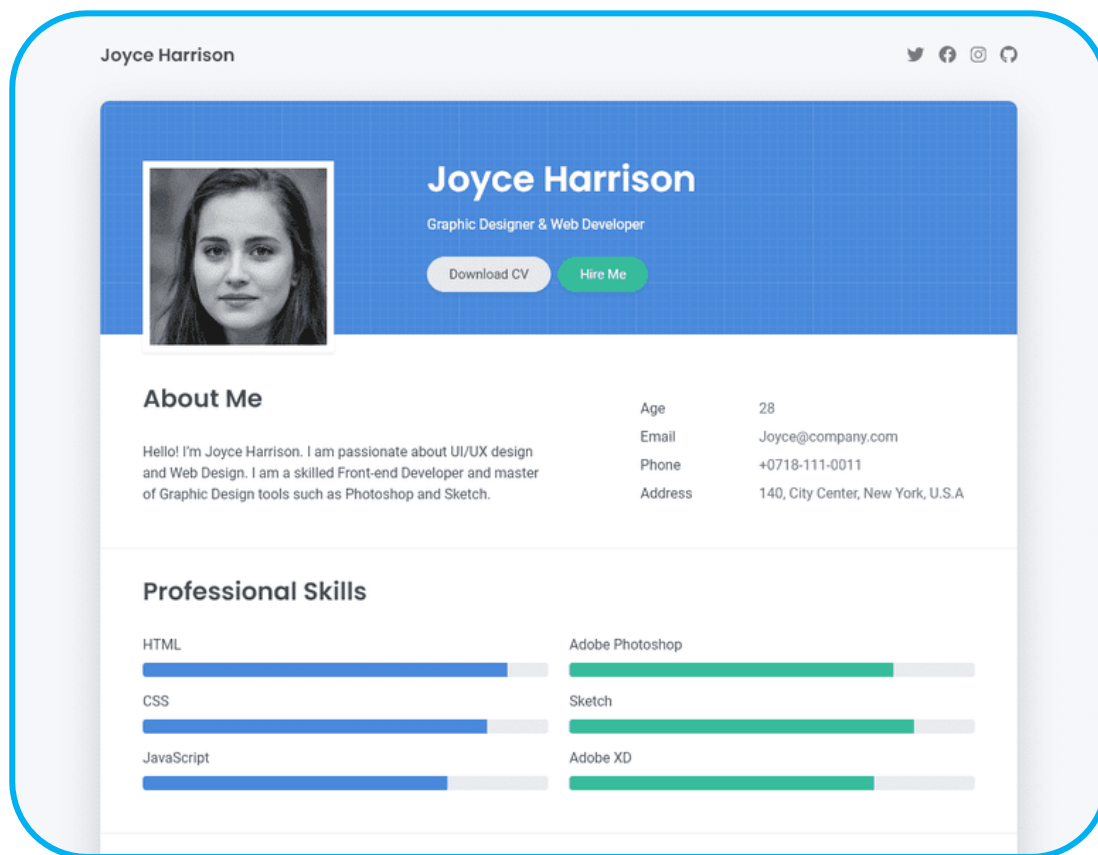 Joyce Harrison
Joyce Harrison
Graphic Designer & Web Developer
Download CV
Hire Me
About Me
Hello! I'm Joyce Harrison. I am passionate about UI/UX design
and Web Design. I am a skilled Front-end Developer and master
of Graphic Design tools such as Photoshop and Sketch.
Age 28
Email Joyce@company.com
Phone +0718-111-0011
Address 140, City Center, New York, U.S.A
Professional Skills
HTML
CSS
JavaScript
Adobe Photoshop
Sketch
Adobe XD